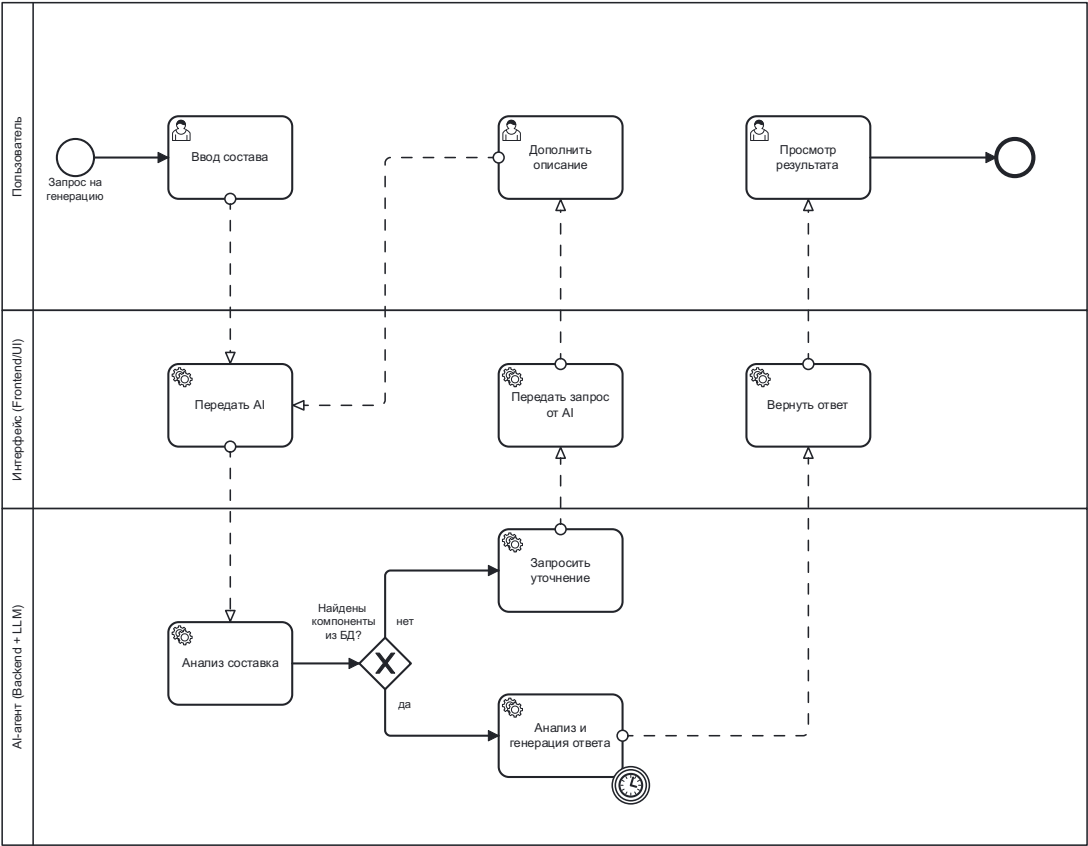 Пользователь
Запрос на
генерацию
Ввод состава
Дополнить
описание
Просмотр
результата
Интерфейс (Frontend/UI)
Передать AI
Передать запрос
от AI
Вернуть ответ
AI-агент (Backend + LLM)
Анализ составка
Найдены
компоненты
из БД?
нет
да
Запросить
уточнение
Анализ и
генерация ответа